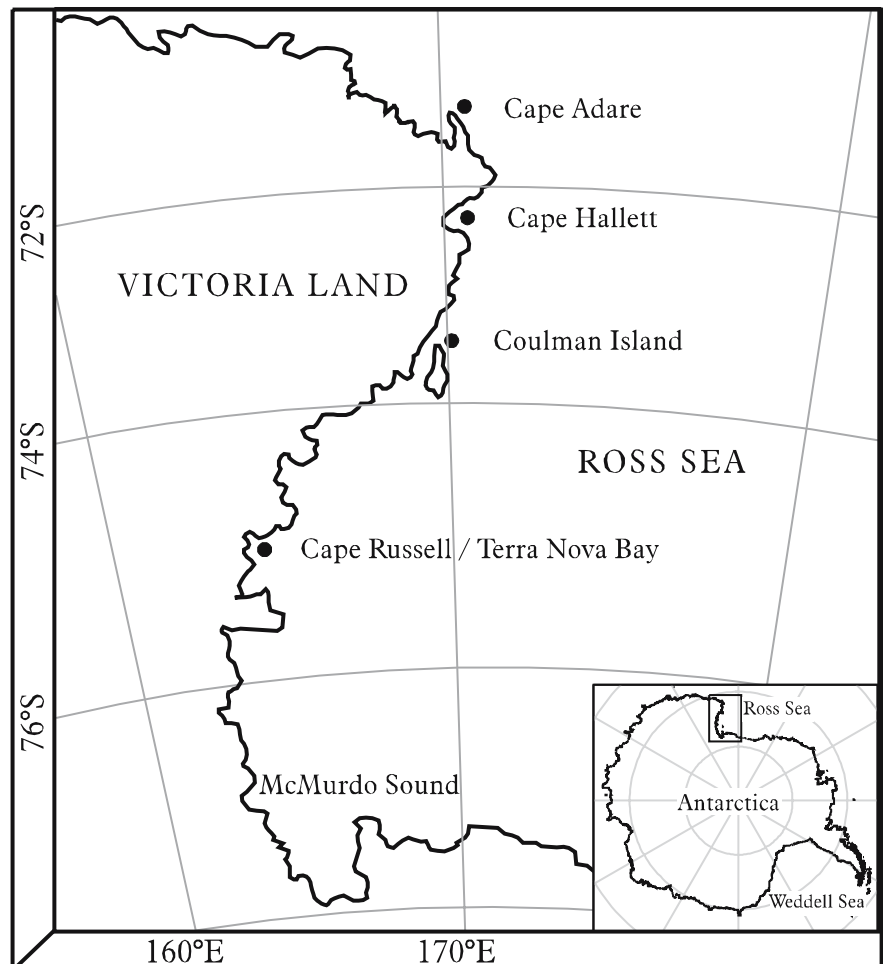 Cape Adare
72°S
Cape Hallett
VICTORIA LAND
Coulman Island
74°S
ROSS SEA
Cape Russell / Terra Nova Bay
76°S
Ross Sea
McMurdo Sound
Antarctica
Weddell Sea
160°E
170°E